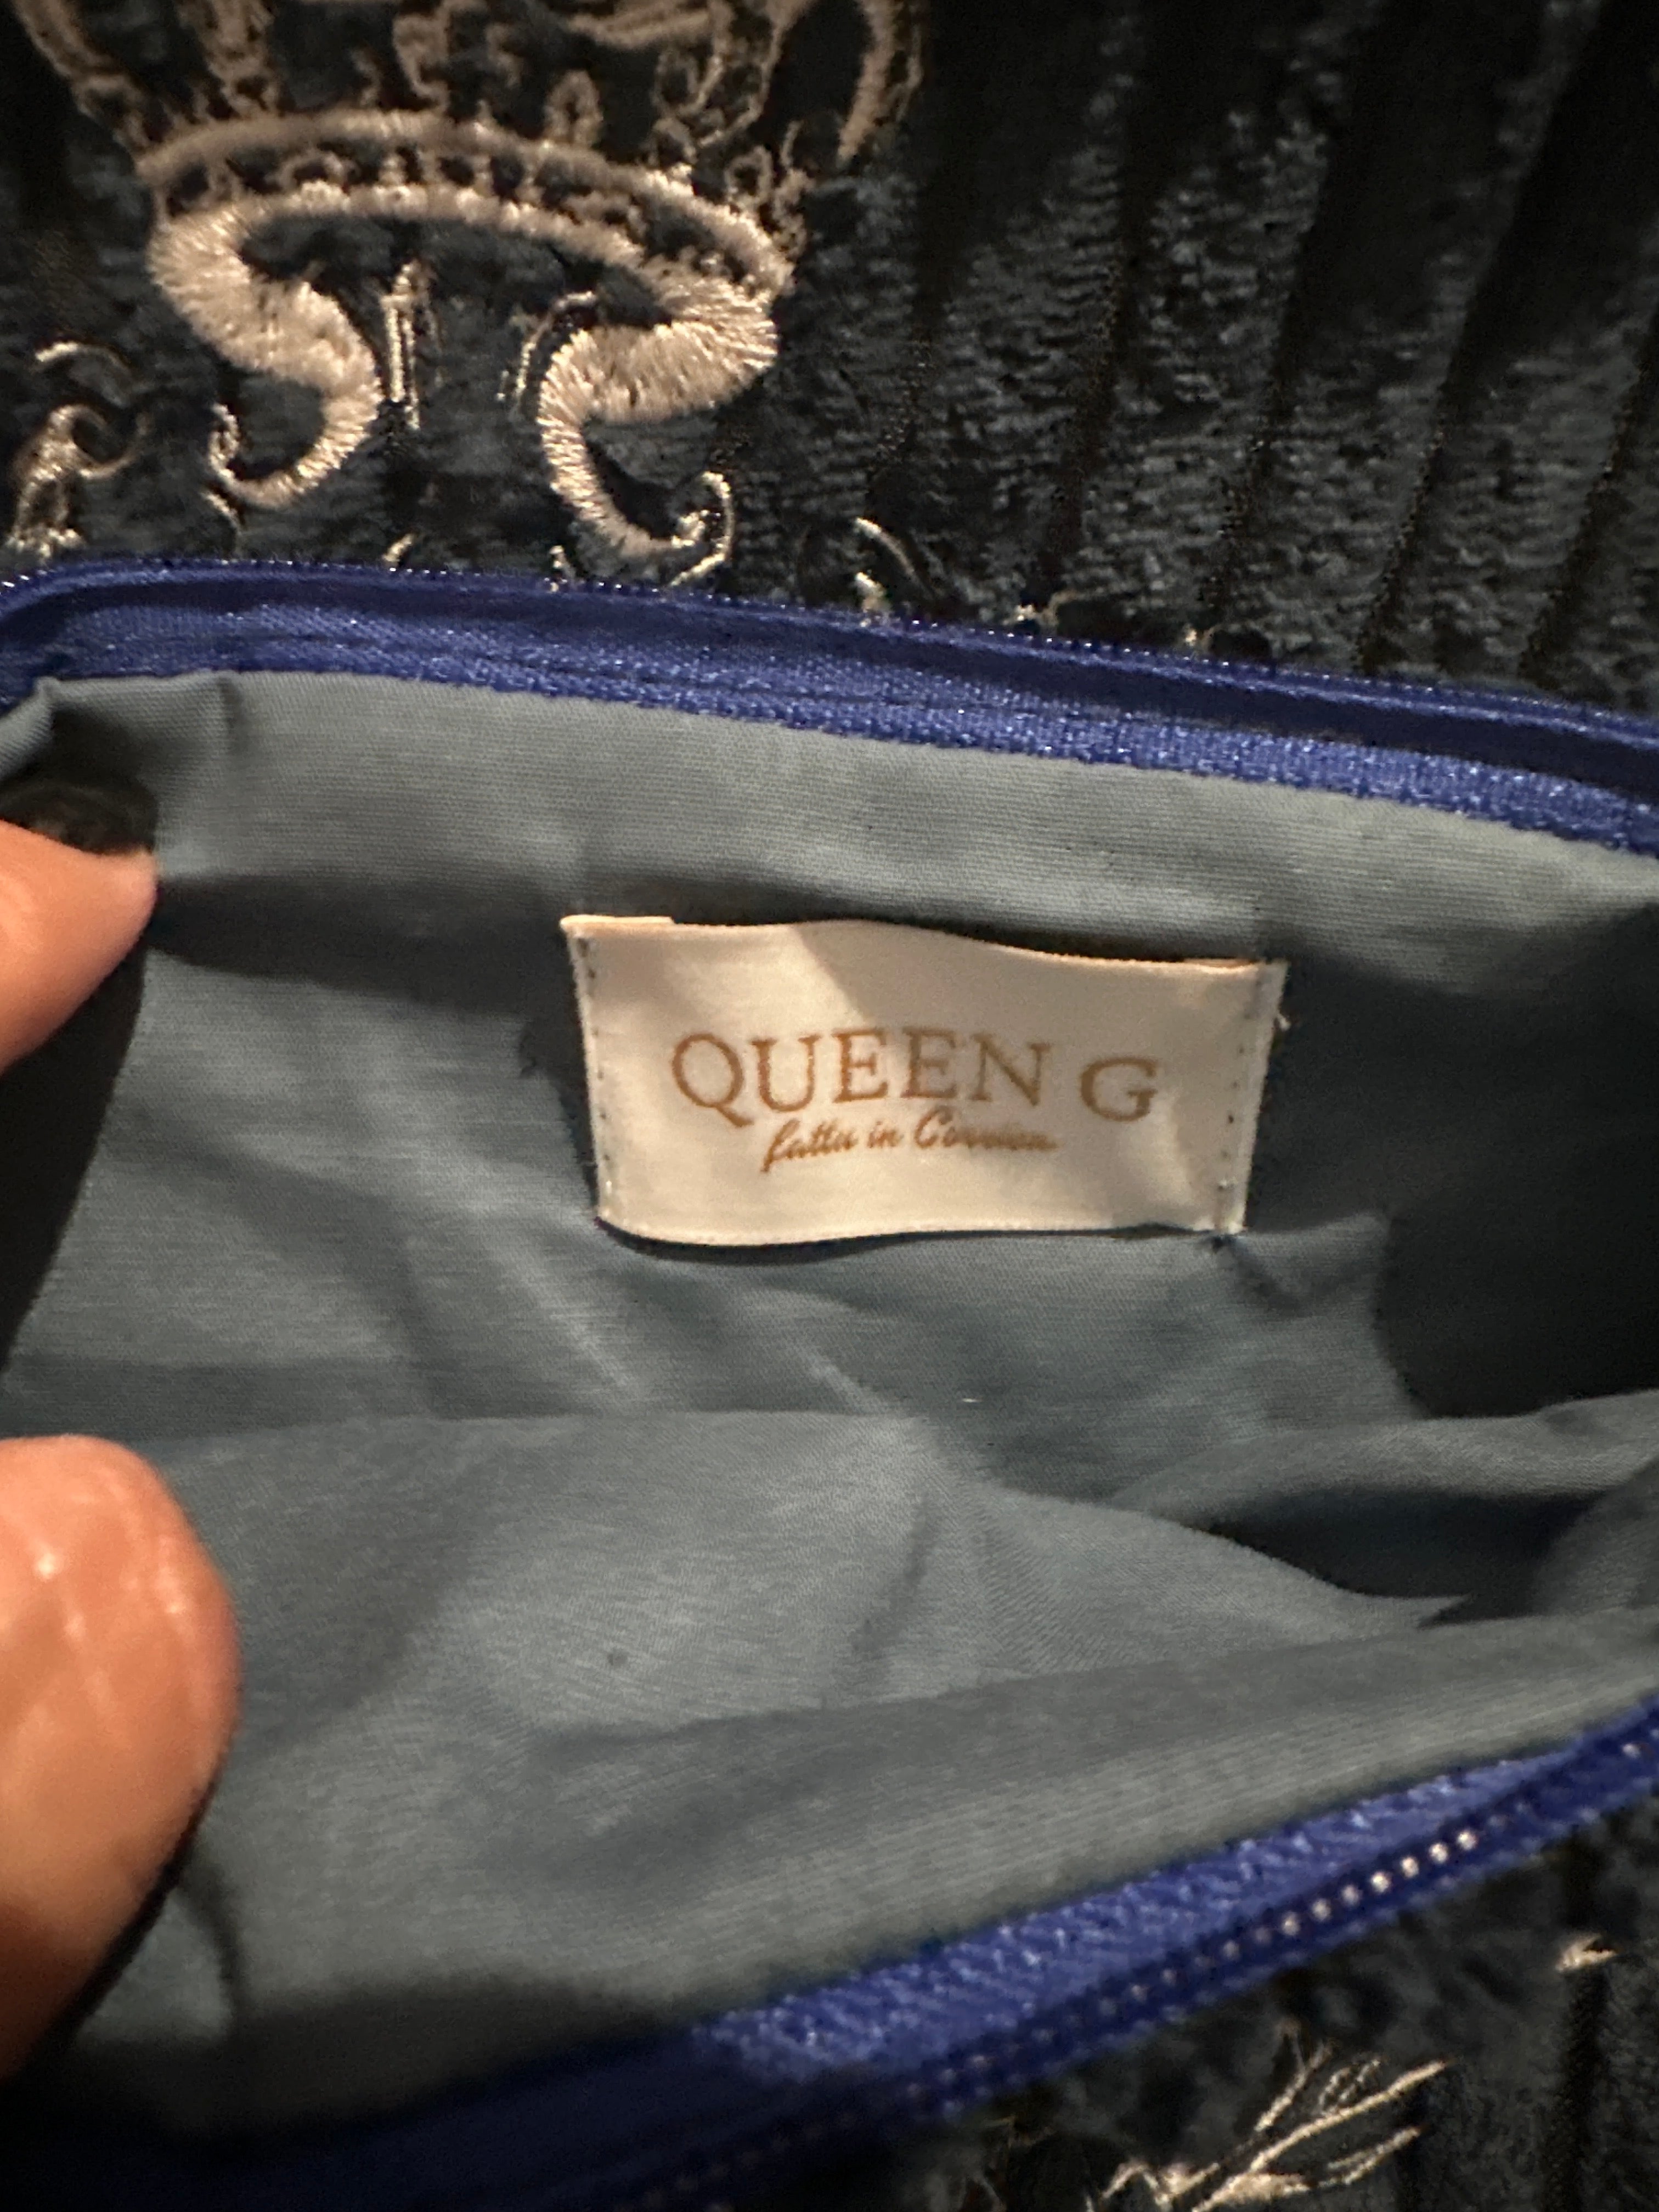 QUEEN G
fattu in Corsica